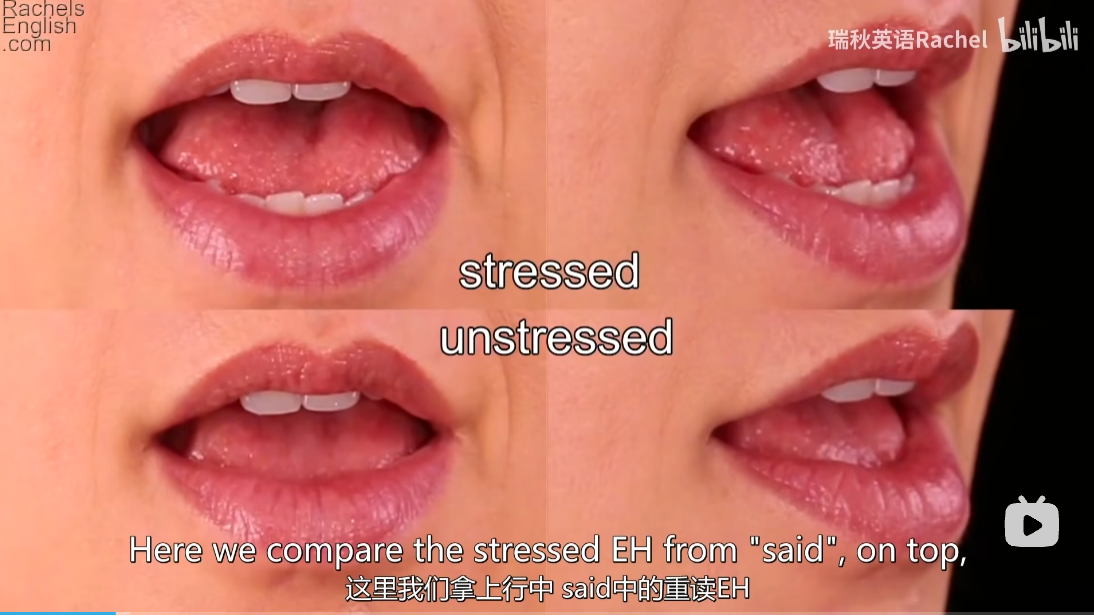 Rachels
English
.com
瑞秋英语Rachel bilibili
stressed
unstressed
Here we compare the stressed EH from "said", on top,
这里我们拿上行中 said中的重读EH